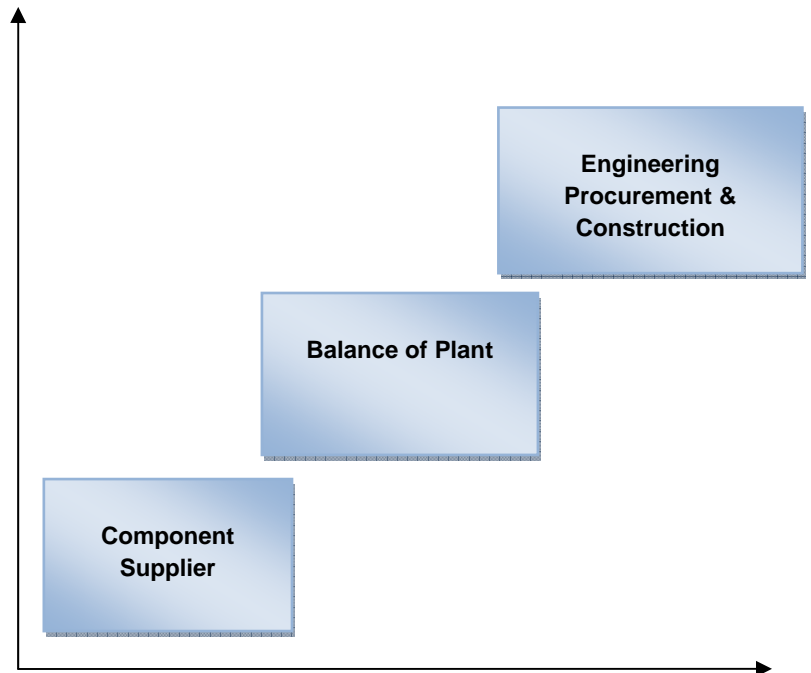 Engineering
Procurement &
Construction
Balance of Plant
Component
Supplier